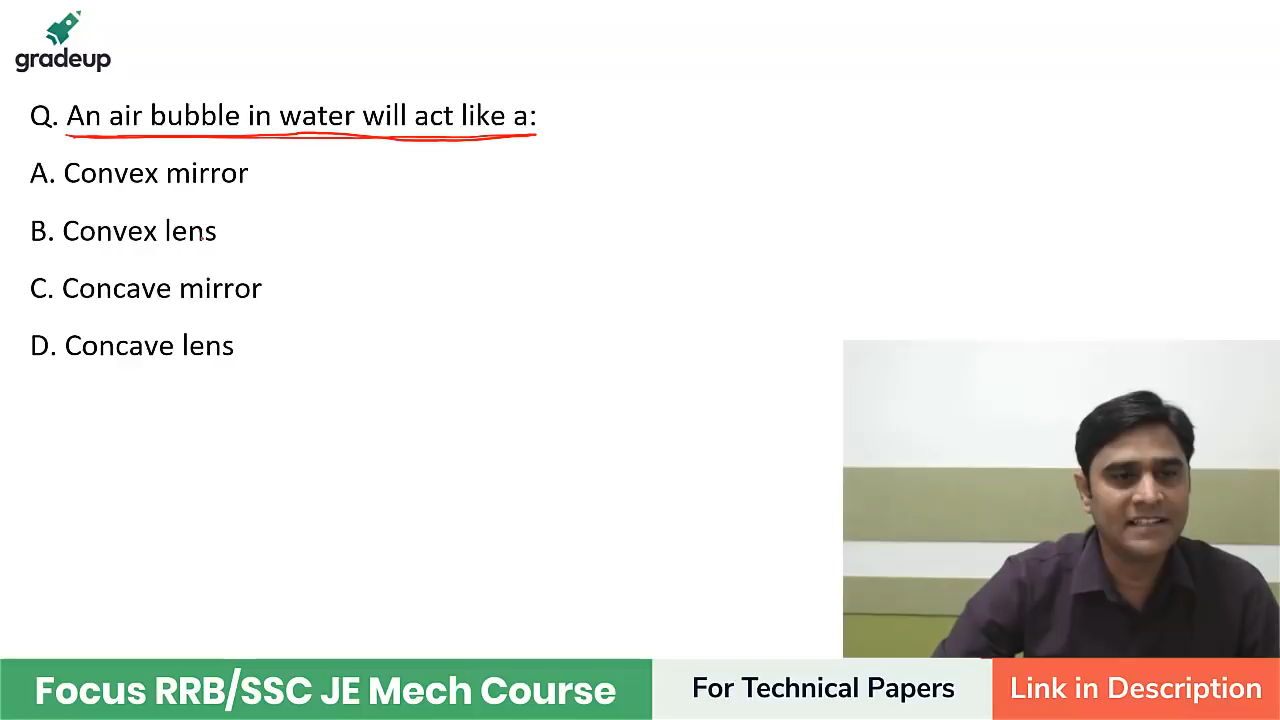 gradeup
Q. An air bubble in water will act like a:
A. Convex mirror
B. Convex lens
C. Concave mirror
D. Concave lens
Focus RRB/SSC JE Mech Course
For Technical Papers
Link in Description